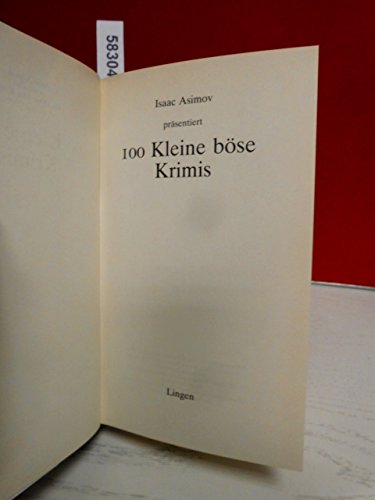 58304
Isaac Asimov
präsentiert
100 Kleine böse
Krimis
Lingen